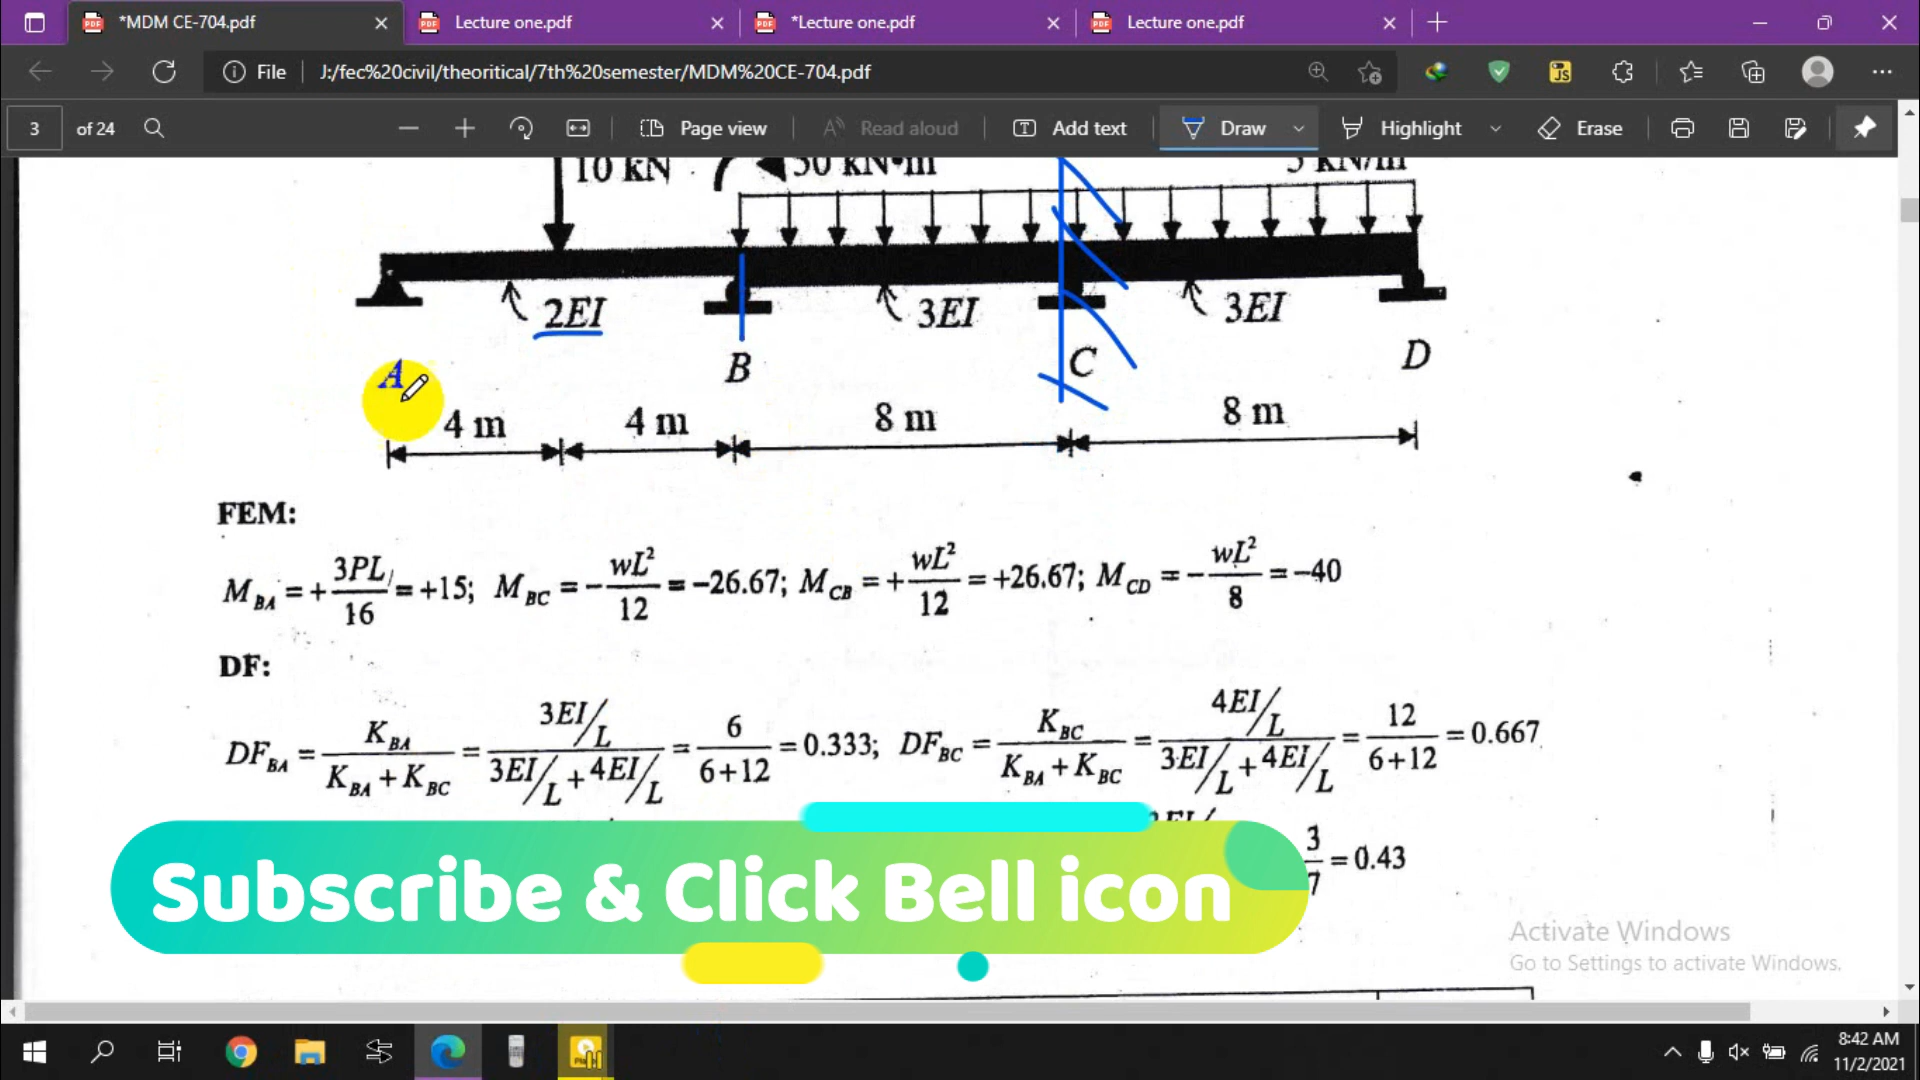 *MDM CE-704.pdf
Lecture one.pdf
*Lecture one.pdf
Lecture one.pdf
File
J:/fec%20civil/theoritical/7th%20semester/MDM%20CE-704.pdf
3 of 24
Page view
Read aloud
Add text
Draw
Highlight
Erase
10 kN
50 kN•m
5 kN/m
2EI
3EI
3EI
A
B
C
D
4 m
4 m
8 m
8 m
FEM:
M_BA = + 3PL/16 = +15; M_BC = − wL²/12 = −26.67; M_CB = + wL²/12 = +26.67; M_CD = − wL²/8 = −40
DF:
DF_BA = K_BA/(K_BA + K_BC) = (3EI/L)/(3EI/L + 4EI/L) = 6/(6+12) = 0.333; DF_BC = K_BC/(K_BA + K_BC) = (4EI/L)/(3EI/L + 4EI/L) = 12/(6+12) = 0.667
3/7 = 0.43
Subscribe & Click Bell icon
Activate Windows
Go to Settings to activate Windows.
8:42 AM
11/2/2021